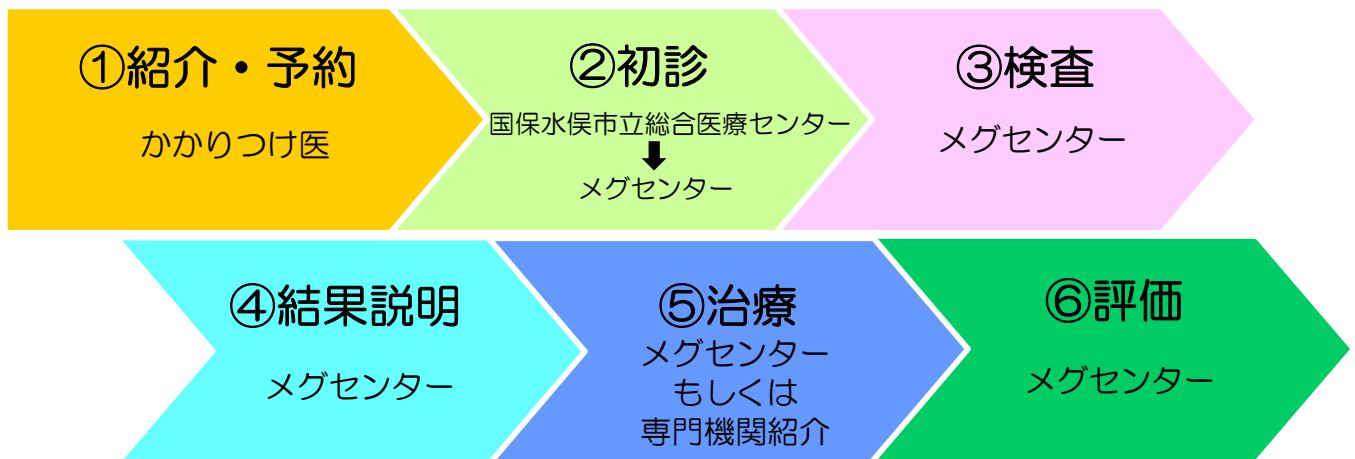 ①紹介・予約
かかりつけ医
②初診
国保水俣市立総合医療センター
メグセンター
③検査
メグセンター
④結果説明
メグセンター
⑤治療
メグセンター
もしくは
専門機関紹介
⑥評価
メグセンター